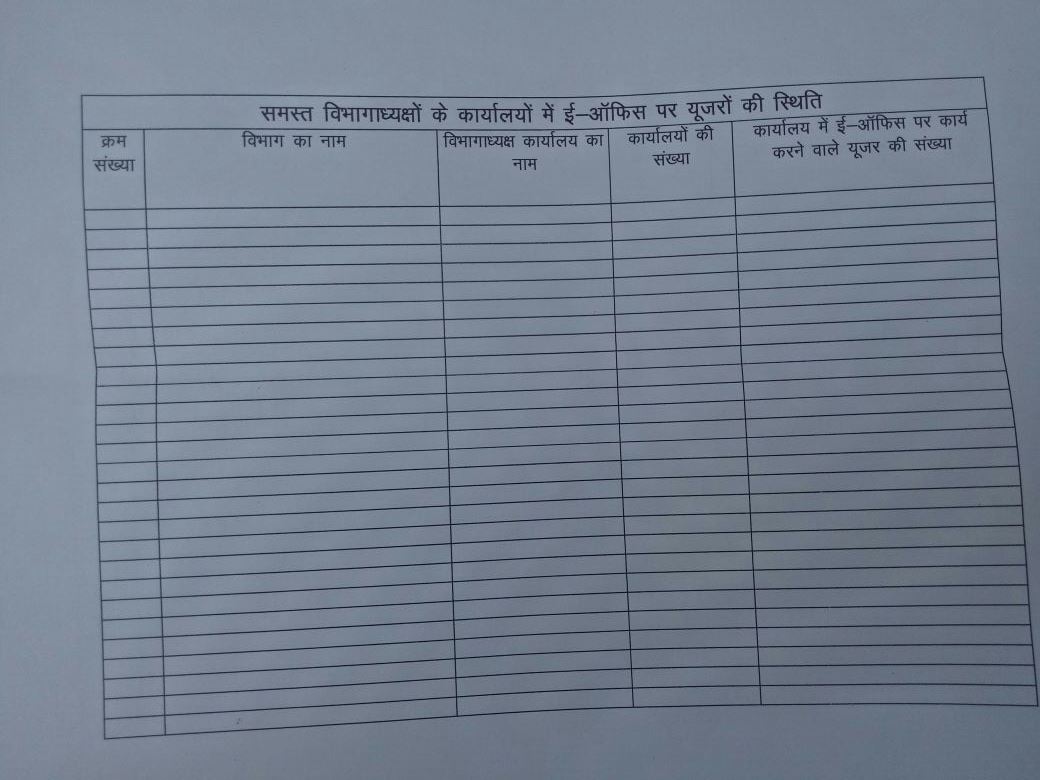 समस्त विभागाध्यक्षों के कार्यालयों में ई–ऑफिस पर यूजरों की स्थिति
क्रम
संख्या
विभाग का नाम
विभागाध्यक्ष कार्यालय का
नाम
कार्यालयों की
संख्या
कार्यालय में ई–ऑफिस पर कार्य
करने वाले यूजर की संख्या